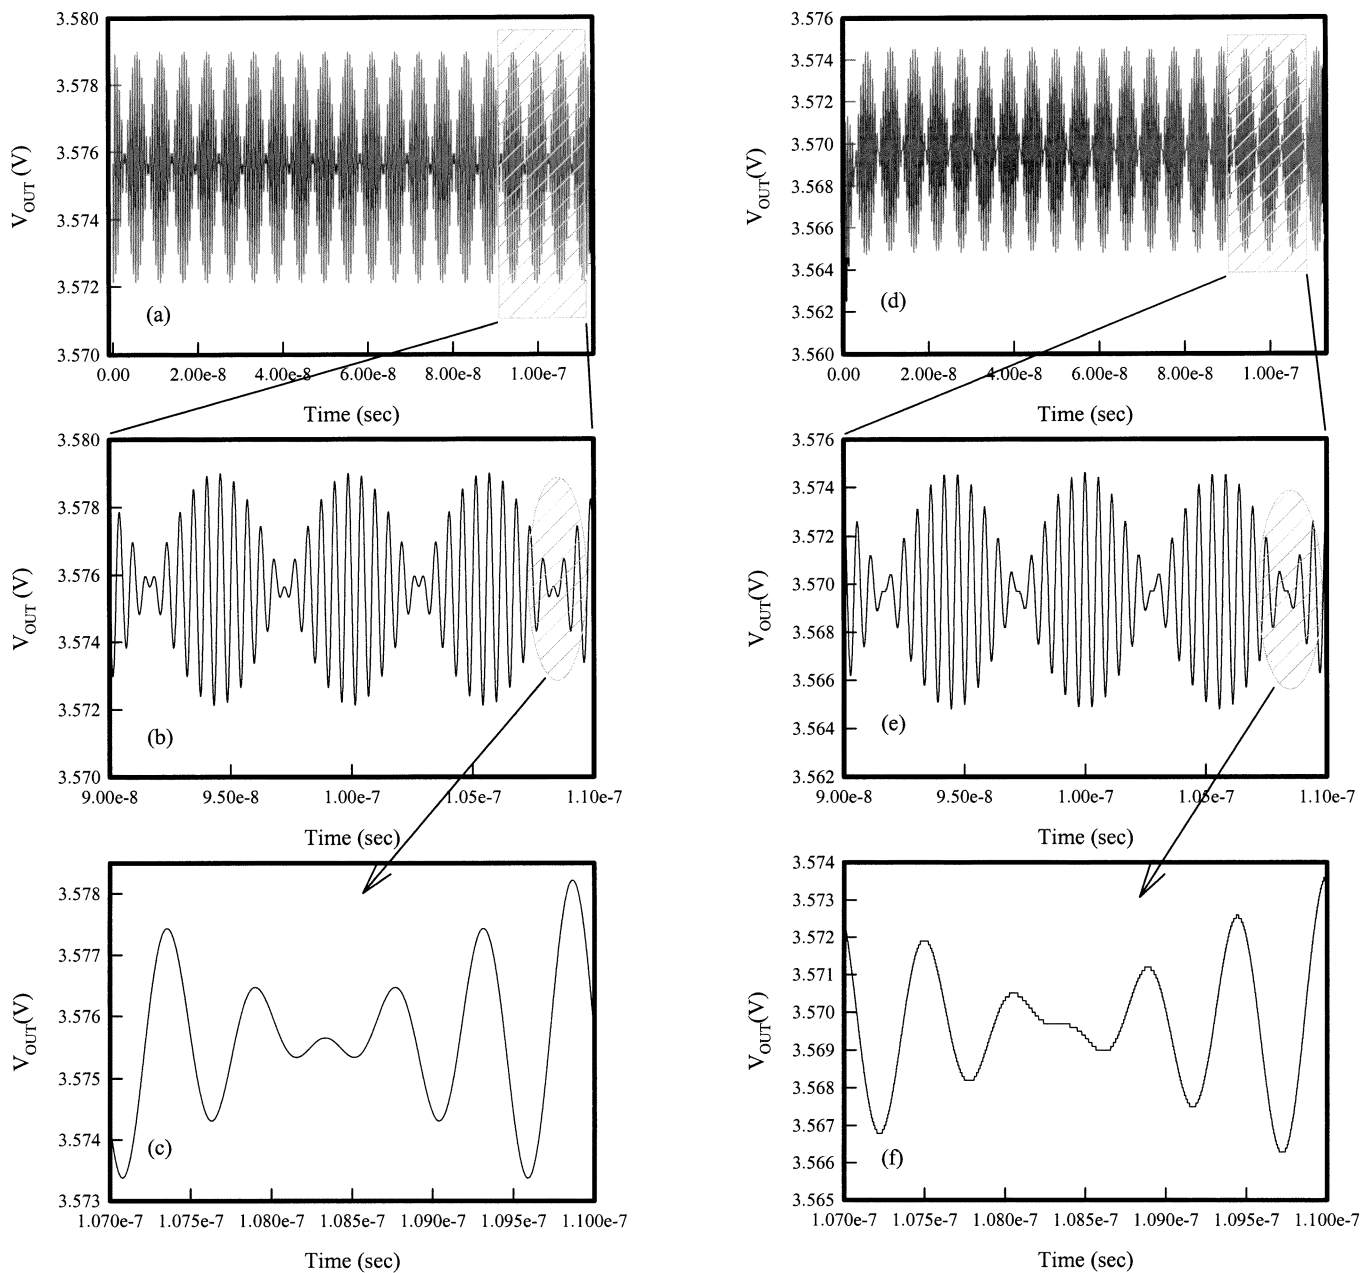 3.580
3.578
3.576
3.574
3.572
3.570
V_OUT (V)
(a)
0.00 2.00e-8 4.00e-8 6.00e-8 8.00e-8 1.00e-7
Time (sec)
3.580
3.578
3.576
3.574
3.572
3.570
V_OUT (V)
(b)
9.00e-8 9.50e-8 1.00e-7 1.05e-7 1.10e-7
Time (sec)
3.578
3.577
3.576
3.575
3.574
3.573
V_OUT(V)
(c)
1.070e-7 1.075e-7 1.080e-7 1.085e-7 1.090e-7 1.095e-7 1.100e-7
Time (sec)
3.576
3.574
3.572
3.570
3.568
3.566
3.564
3.562
3.560
V_OUT(V)
(d)
0.00 2.00e-8 4.00e-8 6.00e-8 8.00e-8 1.00e-7
Time (sec)
3.576
3.574
3.572
3.570
3.568
3.566
3.564
3.562
V_OUT(V)
(e)
9.00e-8 9.50e-8 1.00e-7 1.05e-7 1.10e-7
Time (sec)
3.574
3.573
3.572
3.571
3.570
3.569
3.568
3.567
3.566
3.565
V_OUT(V)
(f)
1.070e-7 1.075e-7 1.080e-7 1.085e-7 1.090e-7 1.095e-7 1.100e-7
Time (sec)